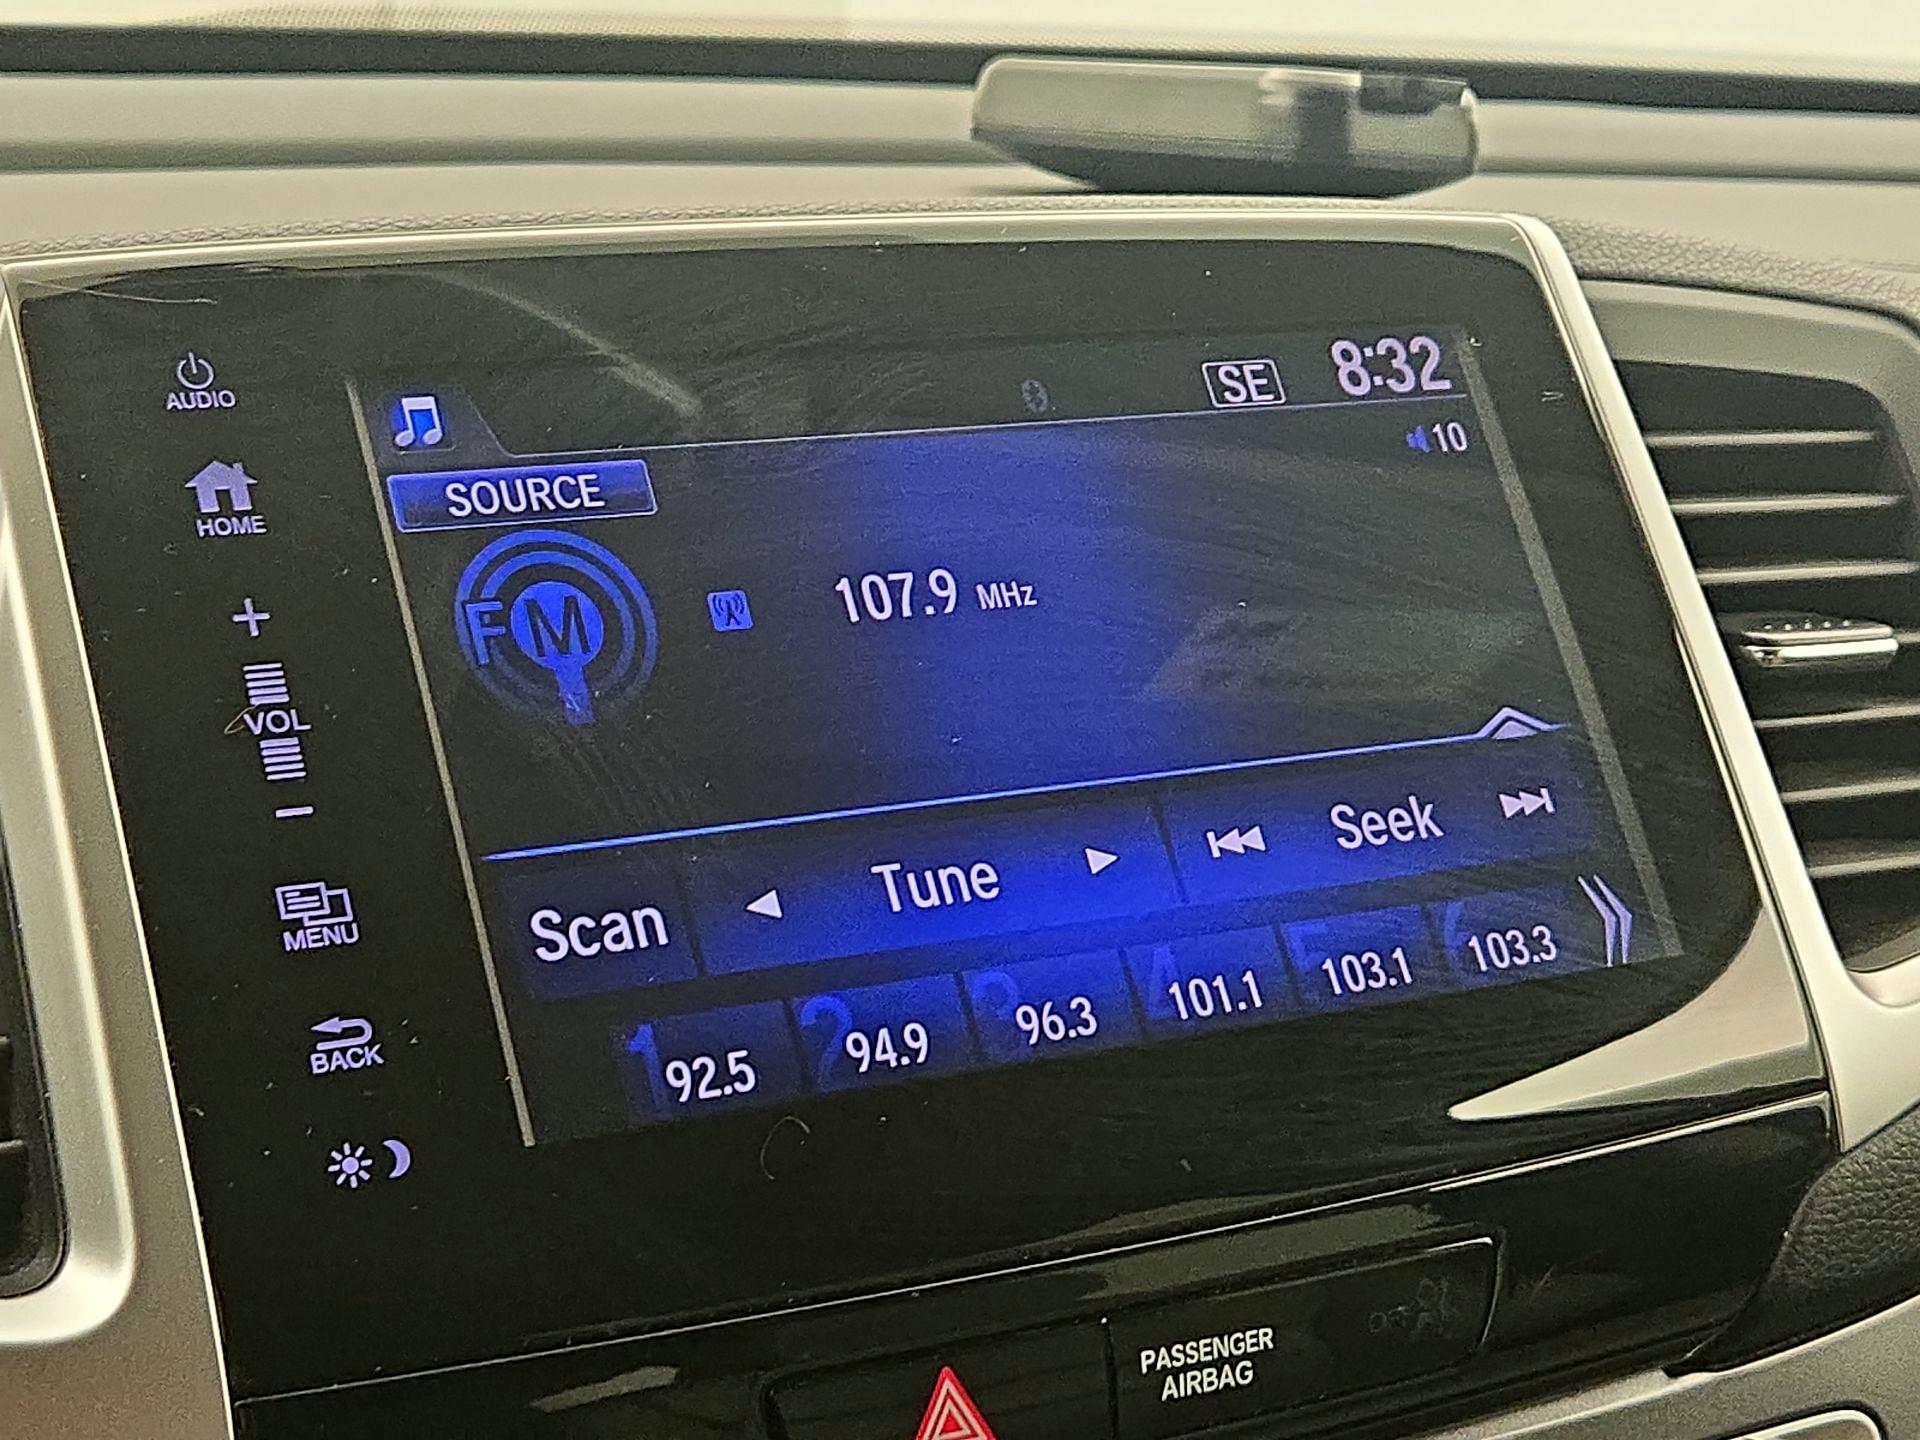 AUDIO
SE 8:32
10
SOURCE
HOME
FM
107.9 MHz
+
VOL
-
Scan
Tune
Seek
MENU
1 92.5
2 94.9
3 96.3
4 101.1
5 103.1
6 103.3
BACK
PASSENGER
AIRBAG